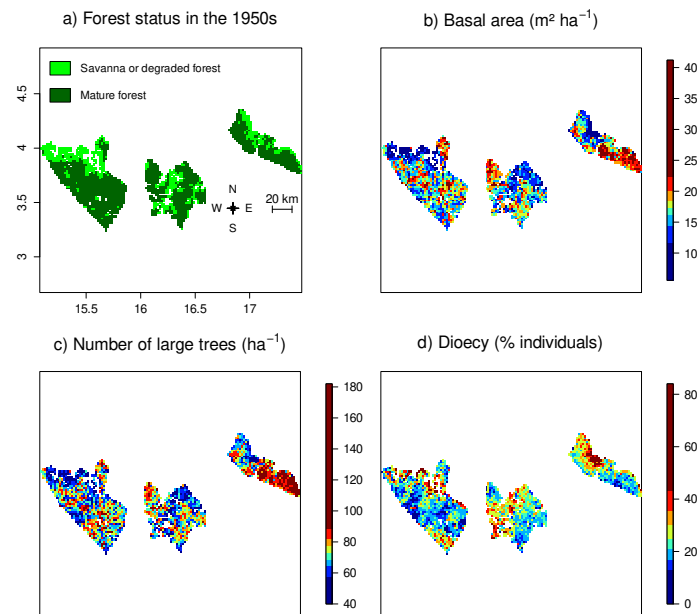 a) Forest status in the 1950s
Savanna or degraded forest
Mature forest
4.5
4
3.5
3
15.5 16 16.5 17
N
W E
S
20 km
b) Basal area (m² ha⁻¹)
40
35
30
25
20
15
10
c) Number of large trees (ha⁻¹)
180
160
140
120
100
80
60
40
d) Dioecy (% individuals)
80
60
40
20
0